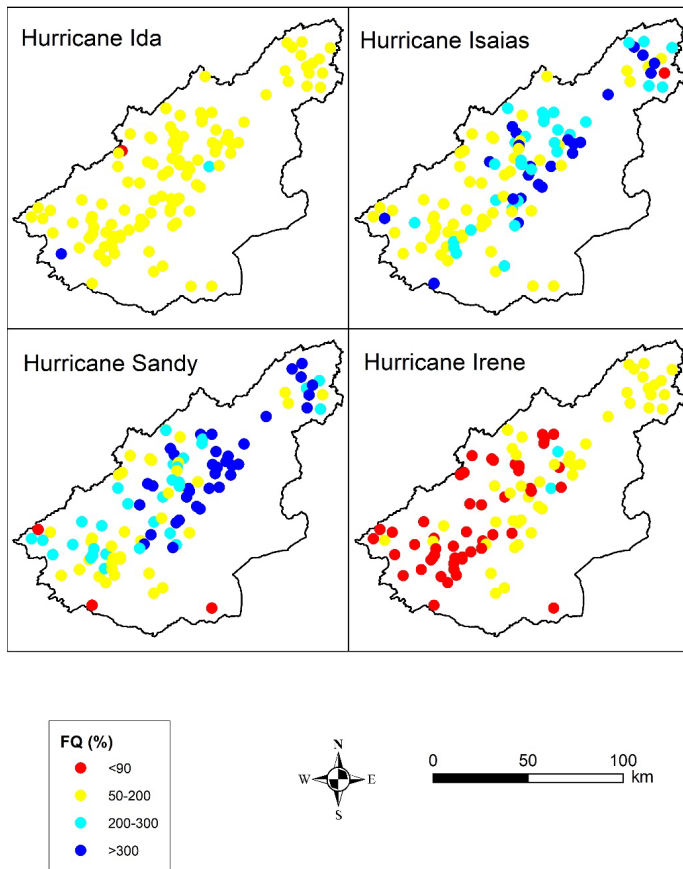 Hurricane Ida
Hurricane Isaias
Hurricane Sandy
Hurricane Irene
FQ (%)
<90
50-200
200-300
>300
N
W E
S
0 50 100
km